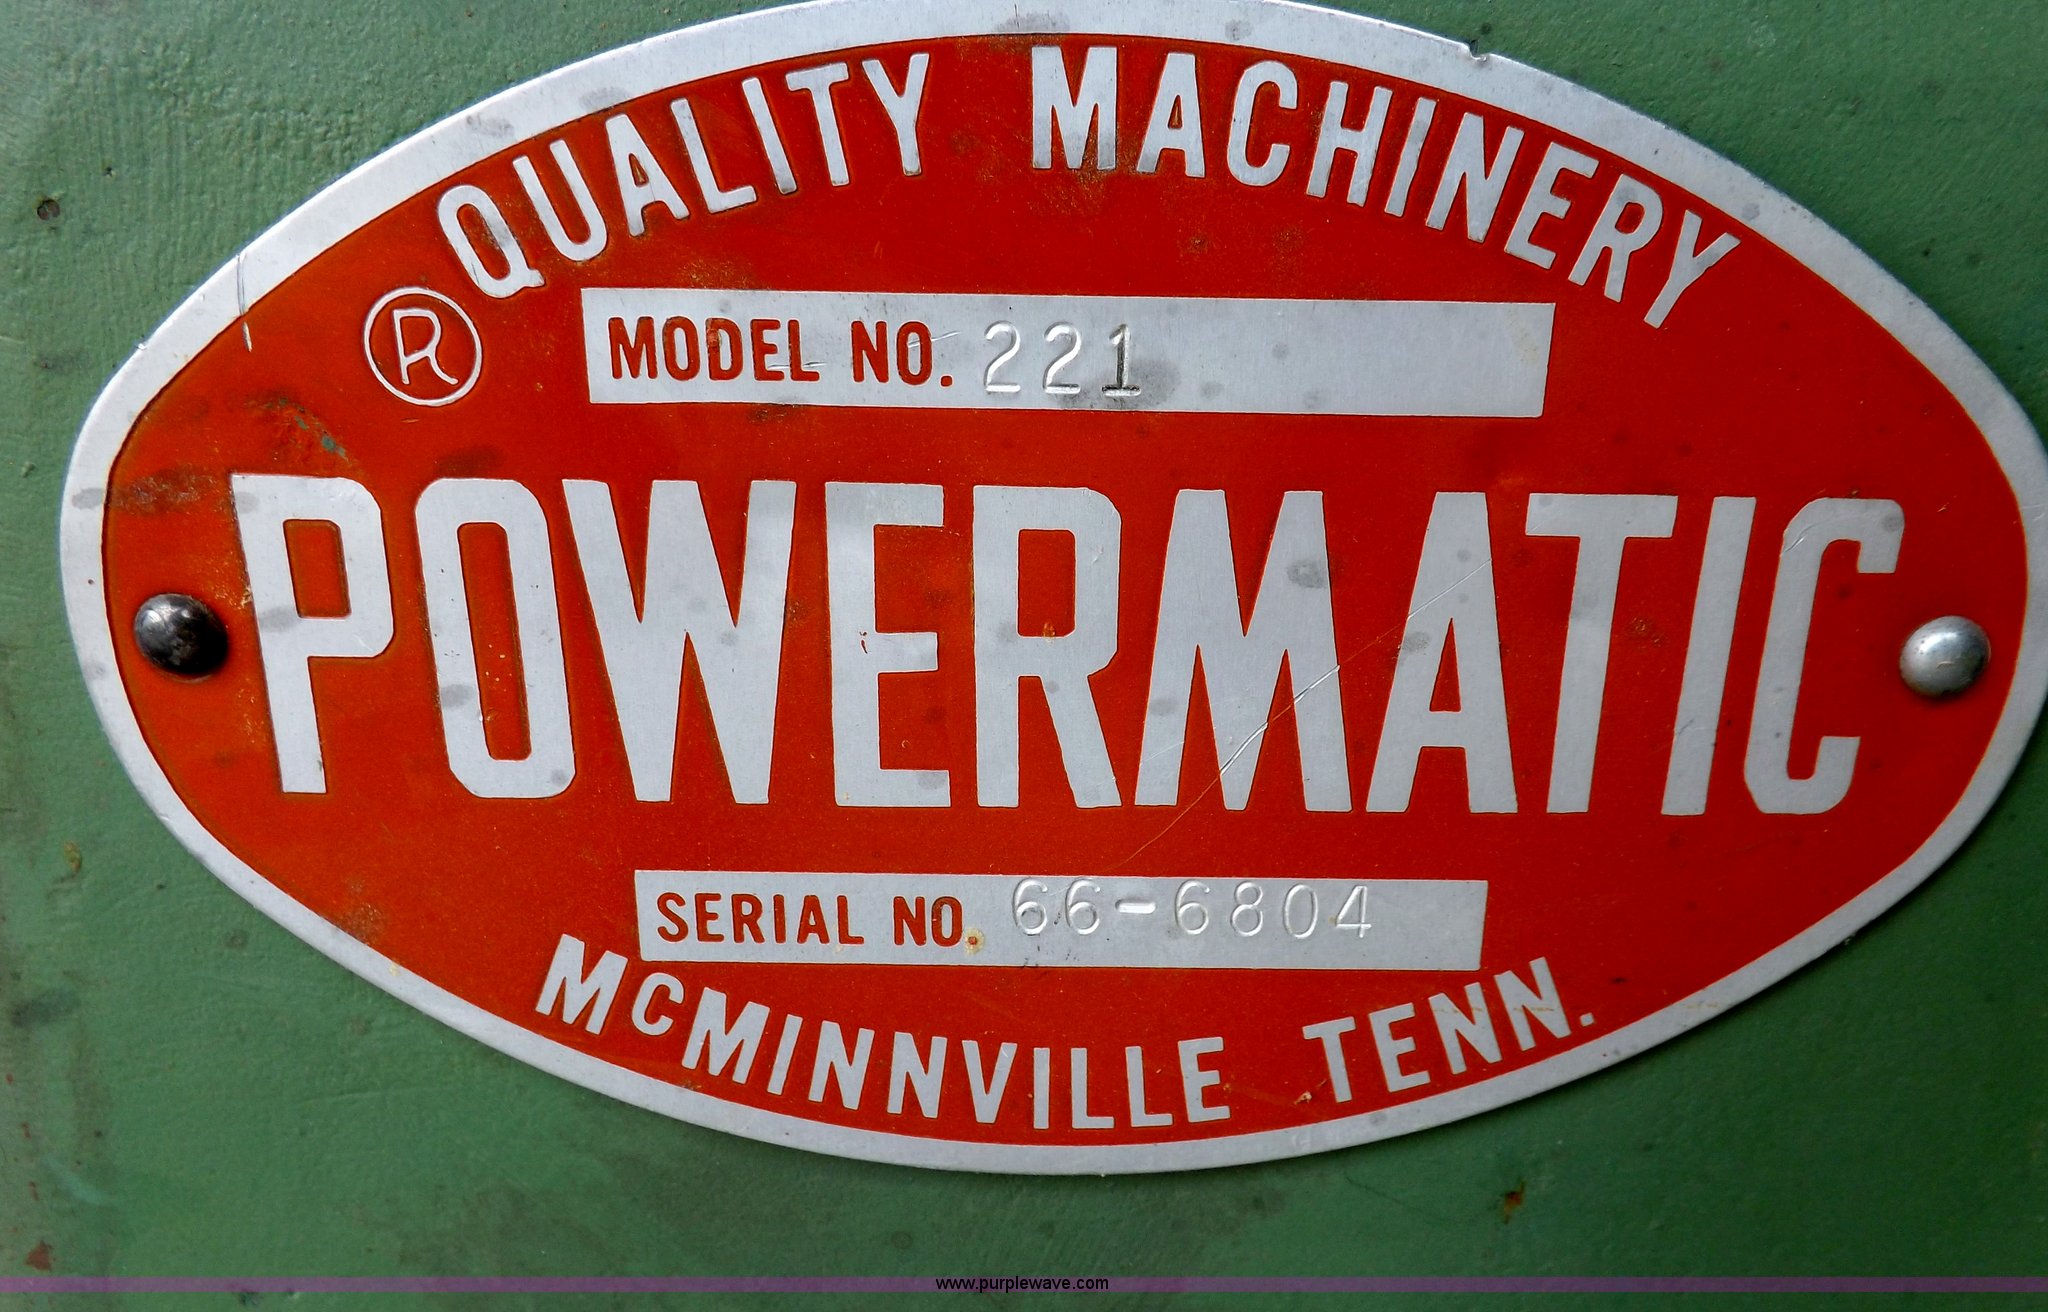 QUALITY MACHINERY
®
MODEL NO. 221
POWERMATIC
SERIAL NO. 66-6804
McMINNVILLE TENN.
www.purplewave.com